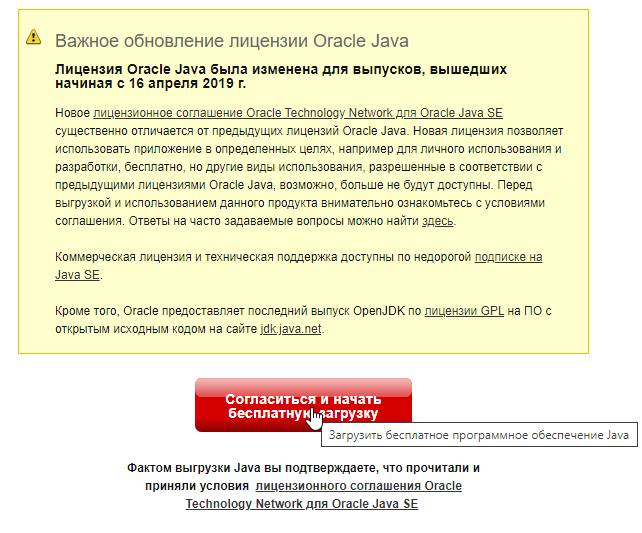 Важное обновление лицензии Oracle Java
Лицензия Oracle Java была изменена для выпусков, вышедших
начиная с 16 апреля 2019 г.
Новое лицензионное соглашение Oracle Technology Network для Oracle Java SE
существенно отличается от предыдущих лицензий Oracle Java. Новая лицензия позволяет
использовать приложение в определенных целях, например для личного использования и
разработки, бесплатно, но другие виды использования, разрешенные в соответствии с
предыдущими лицензиями Oracle Java, возможно, больше не будут доступны. Перед
выгрузкой и использованием данного продукта внимательно ознакомьтесь с условиями
соглашения. Ответы на часто задаваемые вопросы можно найти здесь.
Коммерческая лицензия и техническая поддержка доступны по недорогой подписке на
Java SE.
Кроме того, Oracle предоставляет последний выпуск OpenJDK по лицензии GPL на ПО с
открытым исходным кодом на сайте jdk.java.net.
Согласиться и начать
бесплатную загрузку
Загрузить бесплатное программное обеспечение Java
Фактом выгрузки Java вы подтверждаете, что прочитали и
приняли условия лицензионного соглашения Oracle
Technology Network для Oracle Java SE